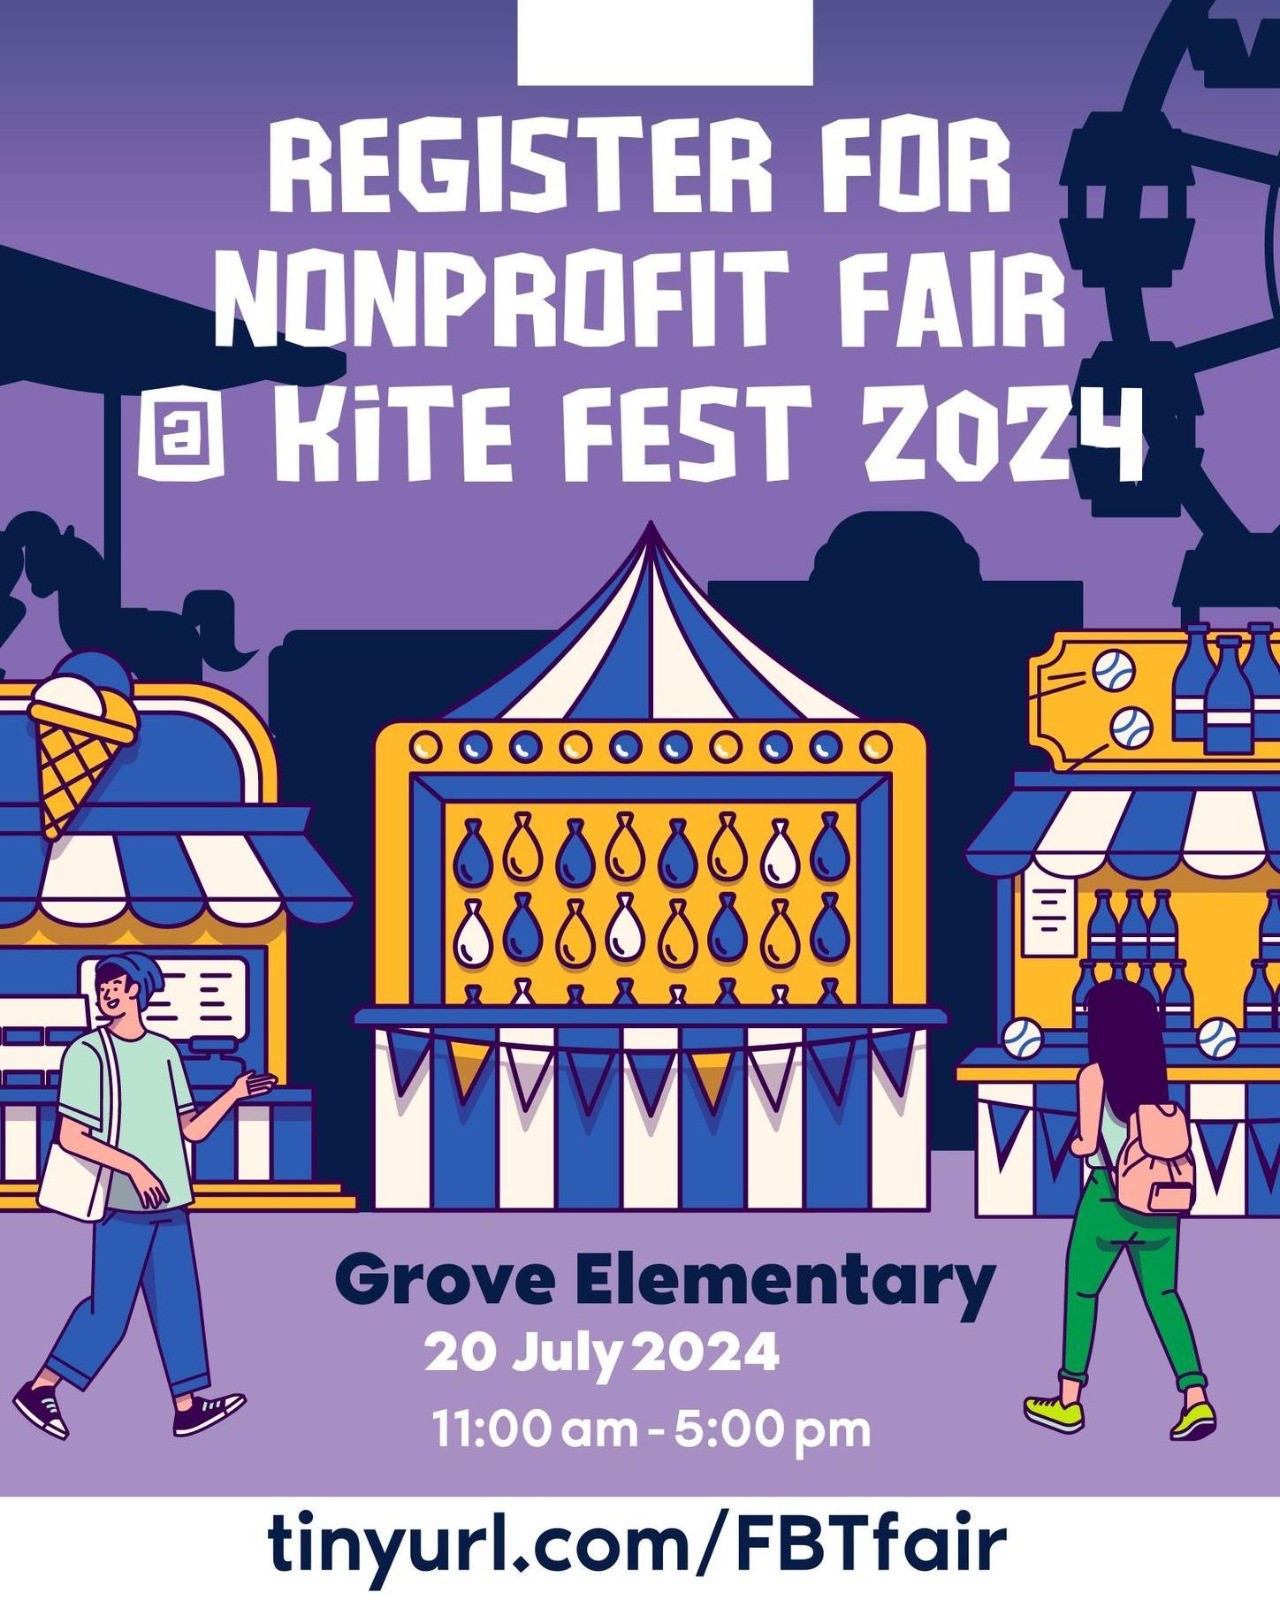 REGISTER FOR
NONPROFIT FAIR
@ KiTE FEST 2024
Grove Elementary
20 July 2024
11:00 am - 5:00 pm
tinyurl.com/FBTfair